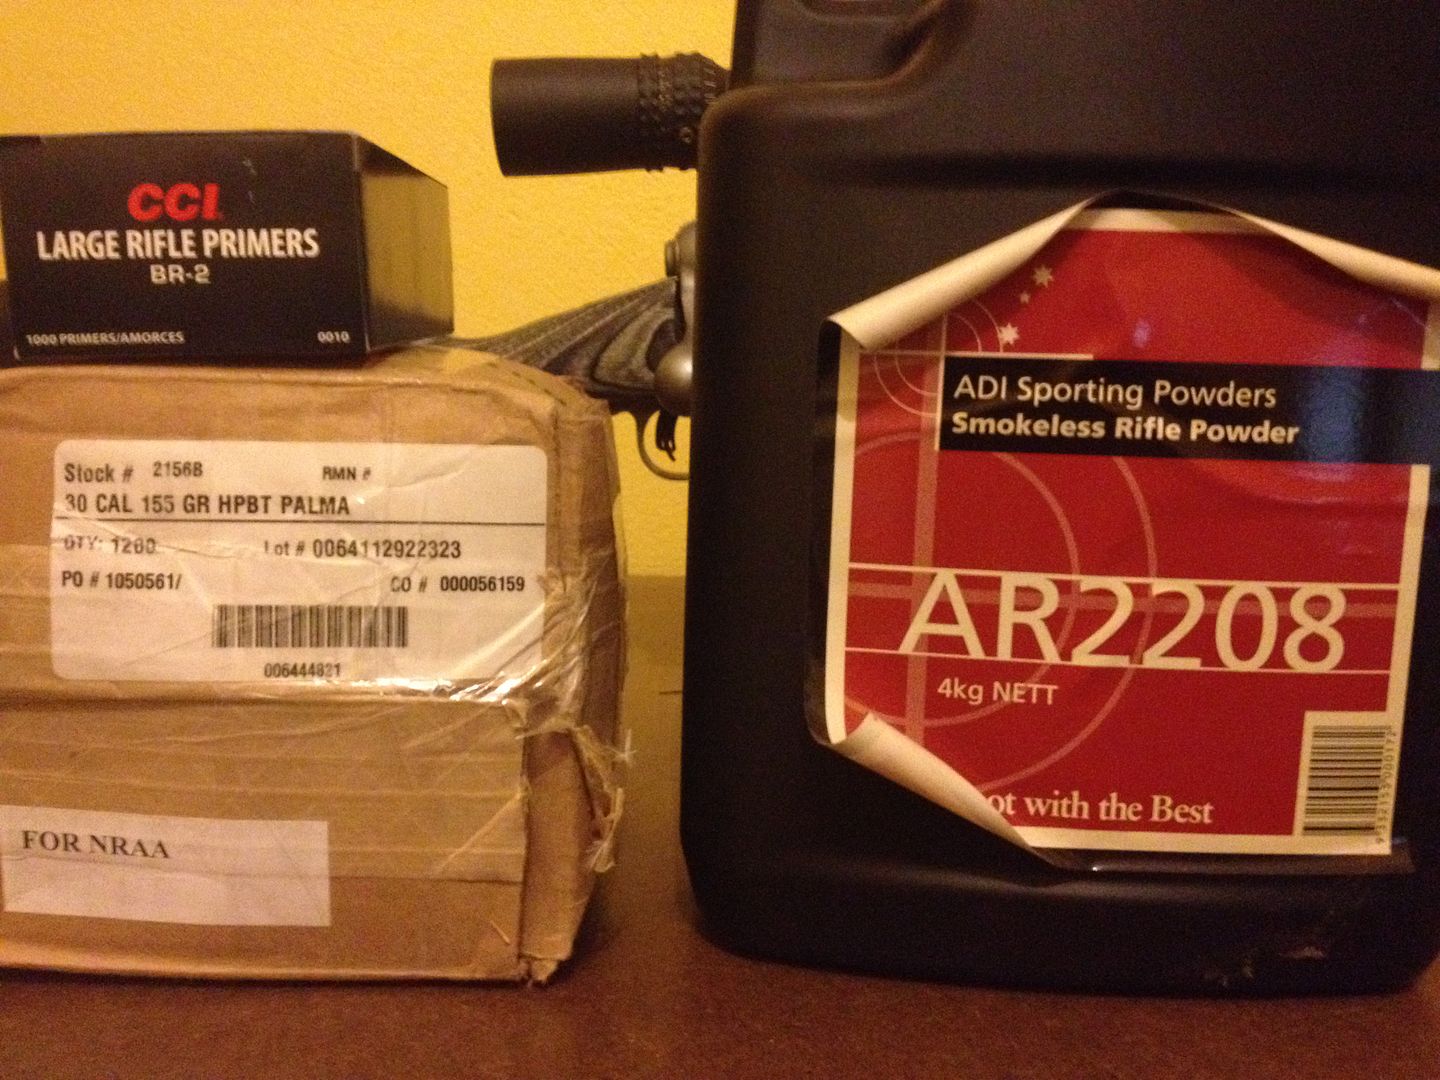 CCI
LARGE RIFLE PRIMERS
BR-2
1000 PRIMERS/AMORCES 0010
Stock # 2156B RMN #
30 CAL 155 GR HPBT PALMA
QTY: 1200 Lot # 0064112922323
PO # 1050561/ CO # 000056159
006444821
FOR NRAA
ADI Sporting Powders
Smokeless Rifle Powder
AR2208
4kg NETT
with the Best